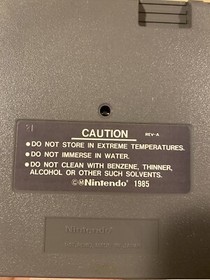 CAUTION REV-A
•DO NOT STORE IN EXTREME TEMPERATURES.
•DO NOT IMMERSE IN WATER.
•DO NOT CLEAN WITH BENZENE, THINNER,
ALCOHOL OR OTHER SUCH SOLVENTS.
©ⓂNintendo 1985
Nintendo